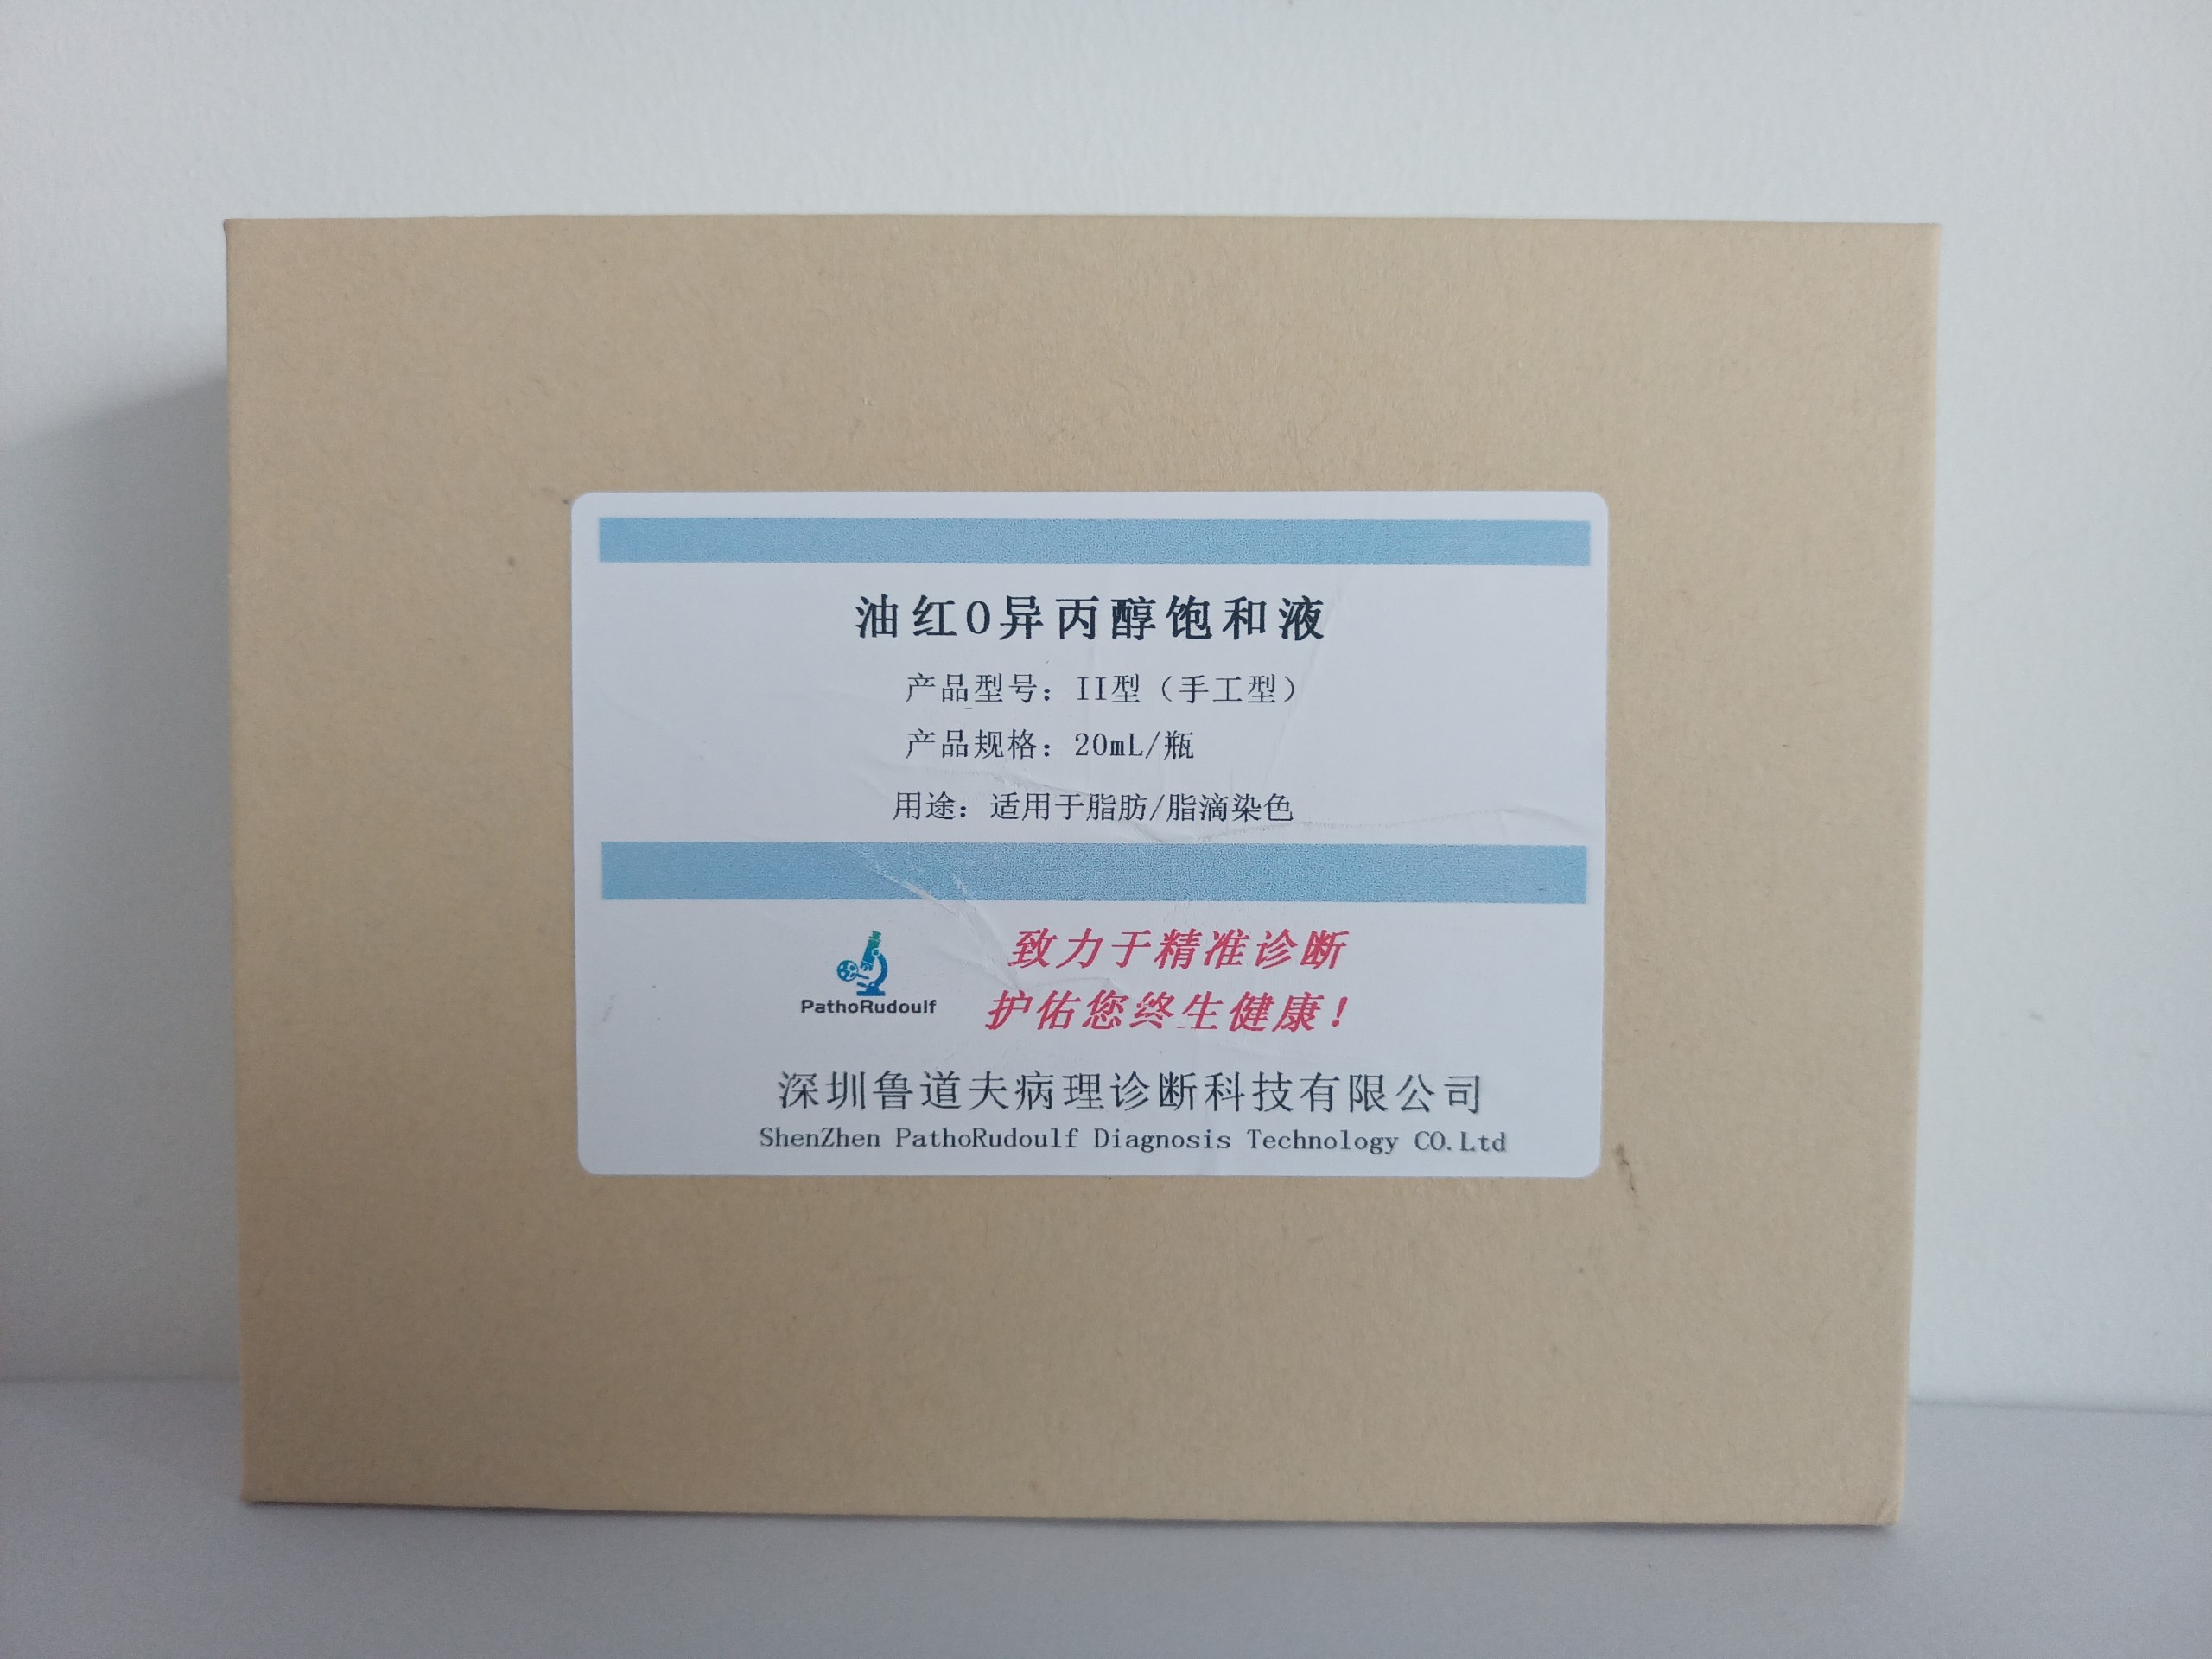 油红O异丙醇饱和液
产品型号：II型（手工型）
产品规格：20mL/瓶
用途：适用于脂肪/脂滴染色
致力于精准诊断
护佑您终生健康！
PathoRudoulf
深圳鲁道夫病理诊断科技有限公司
ShenZhen PathoRudoulf Diagnosis Technology CO.Ltd